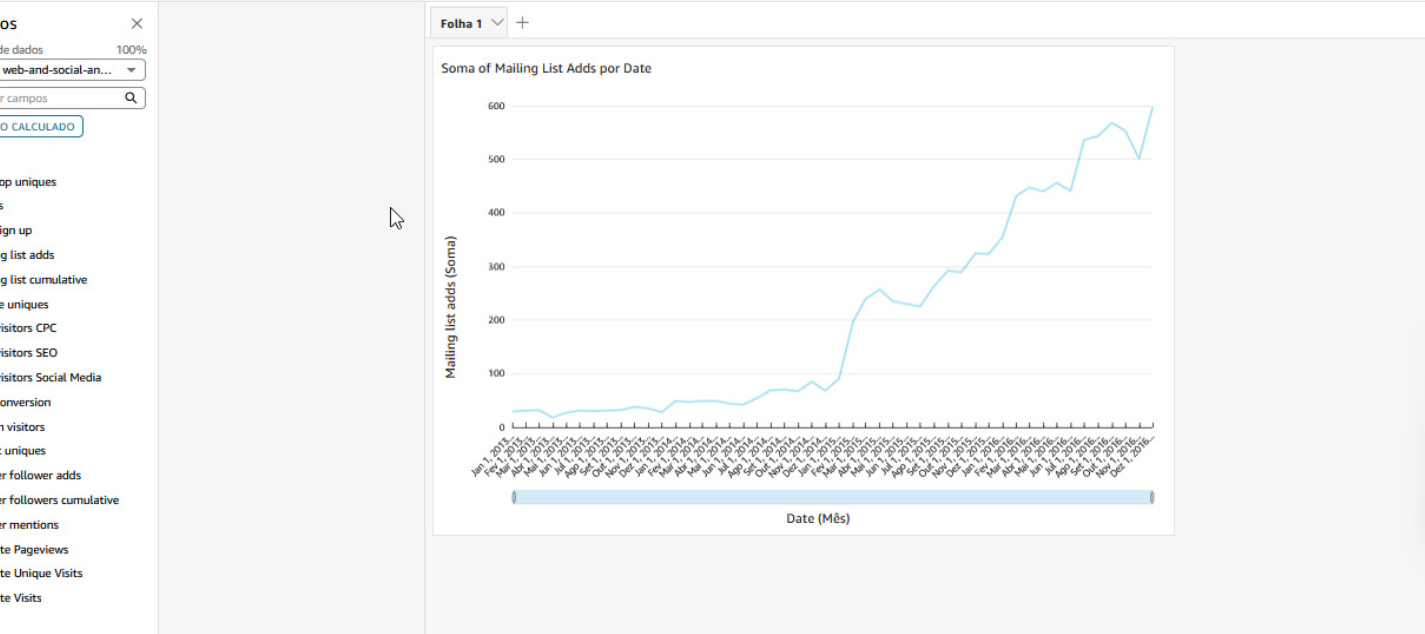 os
de dados 100%
web-and-social-an...
r campos
O CALCULADO
op uniques
s
ign up
g list adds
g list cumulative
e uniques
visitors CPC
visitors SEO
visitors Social Media
onversion
n visitors
t uniques
er follower adds
er followers cumulative
er mentions
te Pageviews
te Unique Visits
te Visits
Folha 1
Soma of Mailing List Adds por Date
Mailing list adds (Soma)
600
500
400
300
200
100
0
Jan 1, 2013...
Fev 1, 2013...
Mar 1, 2013...
Abr 1, 2013...
Mai 1, 2013...
Jun 1, 2013...
Jul 1, 2013...
Ago 1, 2013...
Set 1, 2013...
Out 1, 2013...
Nov 1, 2013...
Dez 1, 2013...
Jan 1, 2014...
Fev 1, 2014...
Mar 1, 2014...
Abr 1, 2014...
Mai 1, 2014...
Jun 1, 2014...
Jul 1, 2014...
Ago 1, 2014...
Set 1, 2014...
Out 1, 2014...
Nov 1, 2014...
Dez 1, 2014...
Jan 1, 2015...
Fev 1, 2015...
Mar 1, 2015...
Abr 1, 2015...
Mai 1, 2015...
Jun 1, 2015...
Jul 1, 2015...
Ago 1, 2015...
Set 1, 2015...
Out 1, 2015...
Nov 1, 2015...
Dez 1, 2015...
Jan 1, 2016...
Fev 1, 2016...
Mar 1, 2016...
Abr 1, 2016...
Mai 1, 2016...
Jun 1, 2016...
Jul 1, 2016...
Ago 1, 2016...
Set 1, 2016...
Out 1, 2016...
Nov 1, 2016...
Dez 1, 2016...
Date (Mês)